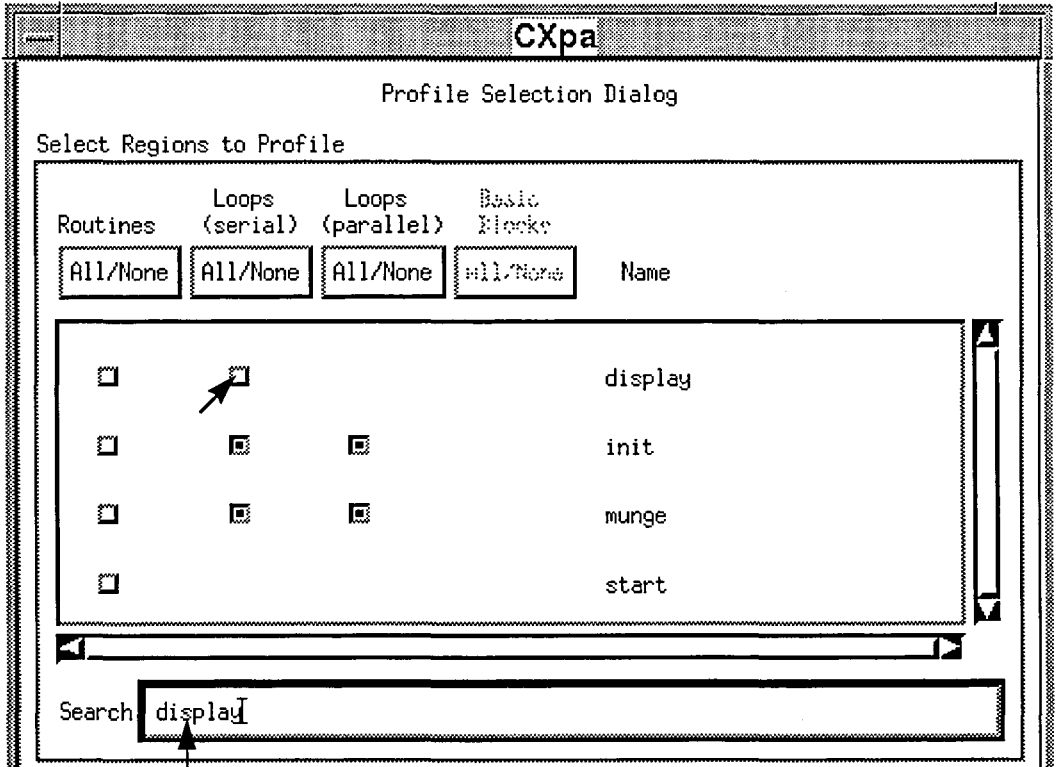 CXpa
Profile Selection Dialog
Select Regions to Profile
Loops Loops Basic
Routines (serial) (parallel) Blocks
All/None All/None All/None All/None Name
display
init
munge
start
Search display